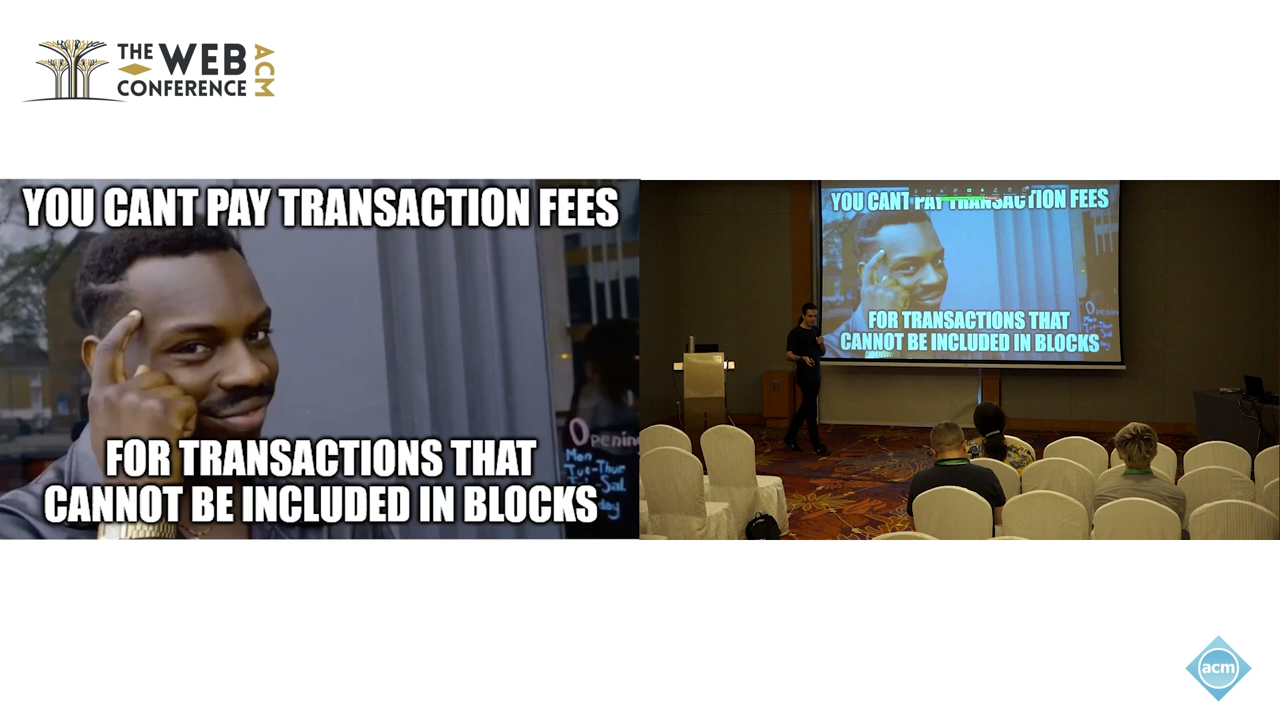 THE WEB
CONFERENCE
ACM
YOU CANT PAY TRANSACTION FEES
FOR TRANSACTIONS THAT
CANNOT BE INCLUDED IN BLOCKS
Opening
Mon
Tue-Thur
Sat
YOU CANT PAY TRANSACTION FEES
FOR TRANSACTIONS THAT
CANNOT BE INCLUDED IN BLOCKS
acm